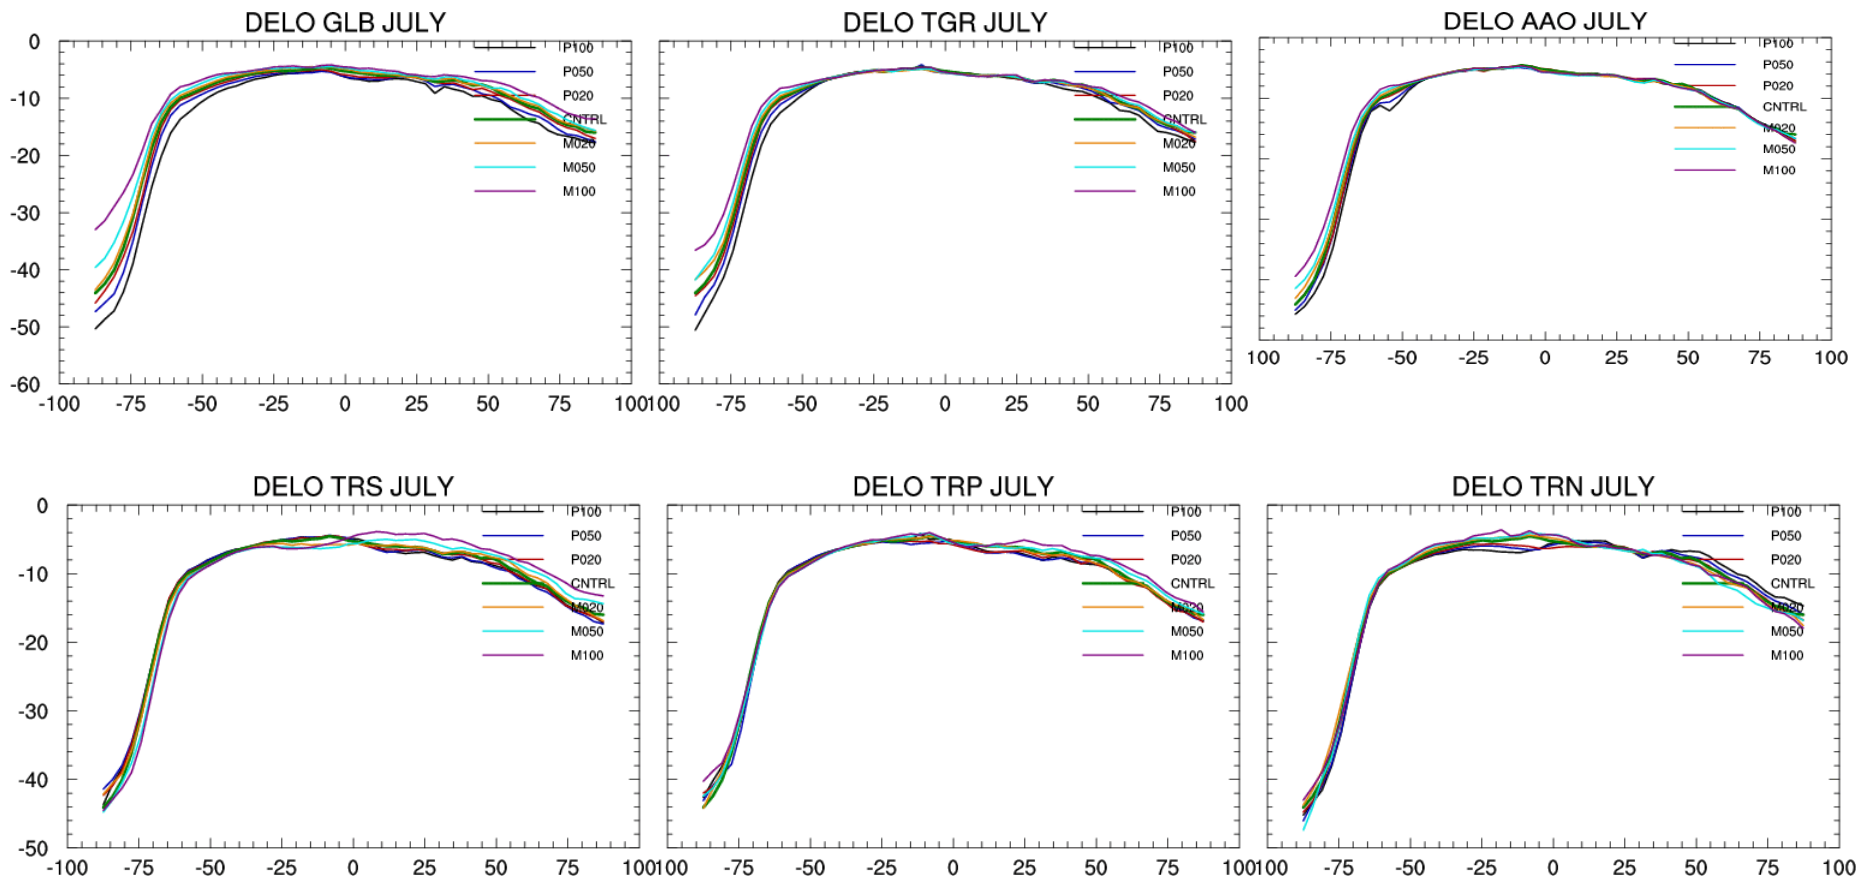 DELO GLB JULY
0
-10
-20
-30
-40
-50
-60
P100
P050
P020
CNTRL
M020
M050
M100
-100 -75 -50 -25 0 25 50 75 100
DELO TGR JULY
P100
P050
P020
CNTRL
M020
M050
M100
100 -75 -50 -25 0 25 50 75 100
DELO AAO JULY
P100
P050
P020
CNTRL
M020
M050
M100
100 -75 -50 -25 0 25 50 75 100
DELO TRS JULY
0
-10
-20
-30
-40
-50
P100
P050
P020
CNTRL
M020
M050
M100
-100 -75 -50 -25 0 25 50 75 100
DELO TRP JULY
P100
P050
P020
CNTRL
M020
M050
M100
100 -75 -50 -25 0 25 50 75 100
DELO TRN JULY
P100
P050
P020
CNTRL
M020
M050
M100
100 -75 -50 -25 0 25 50 75 100